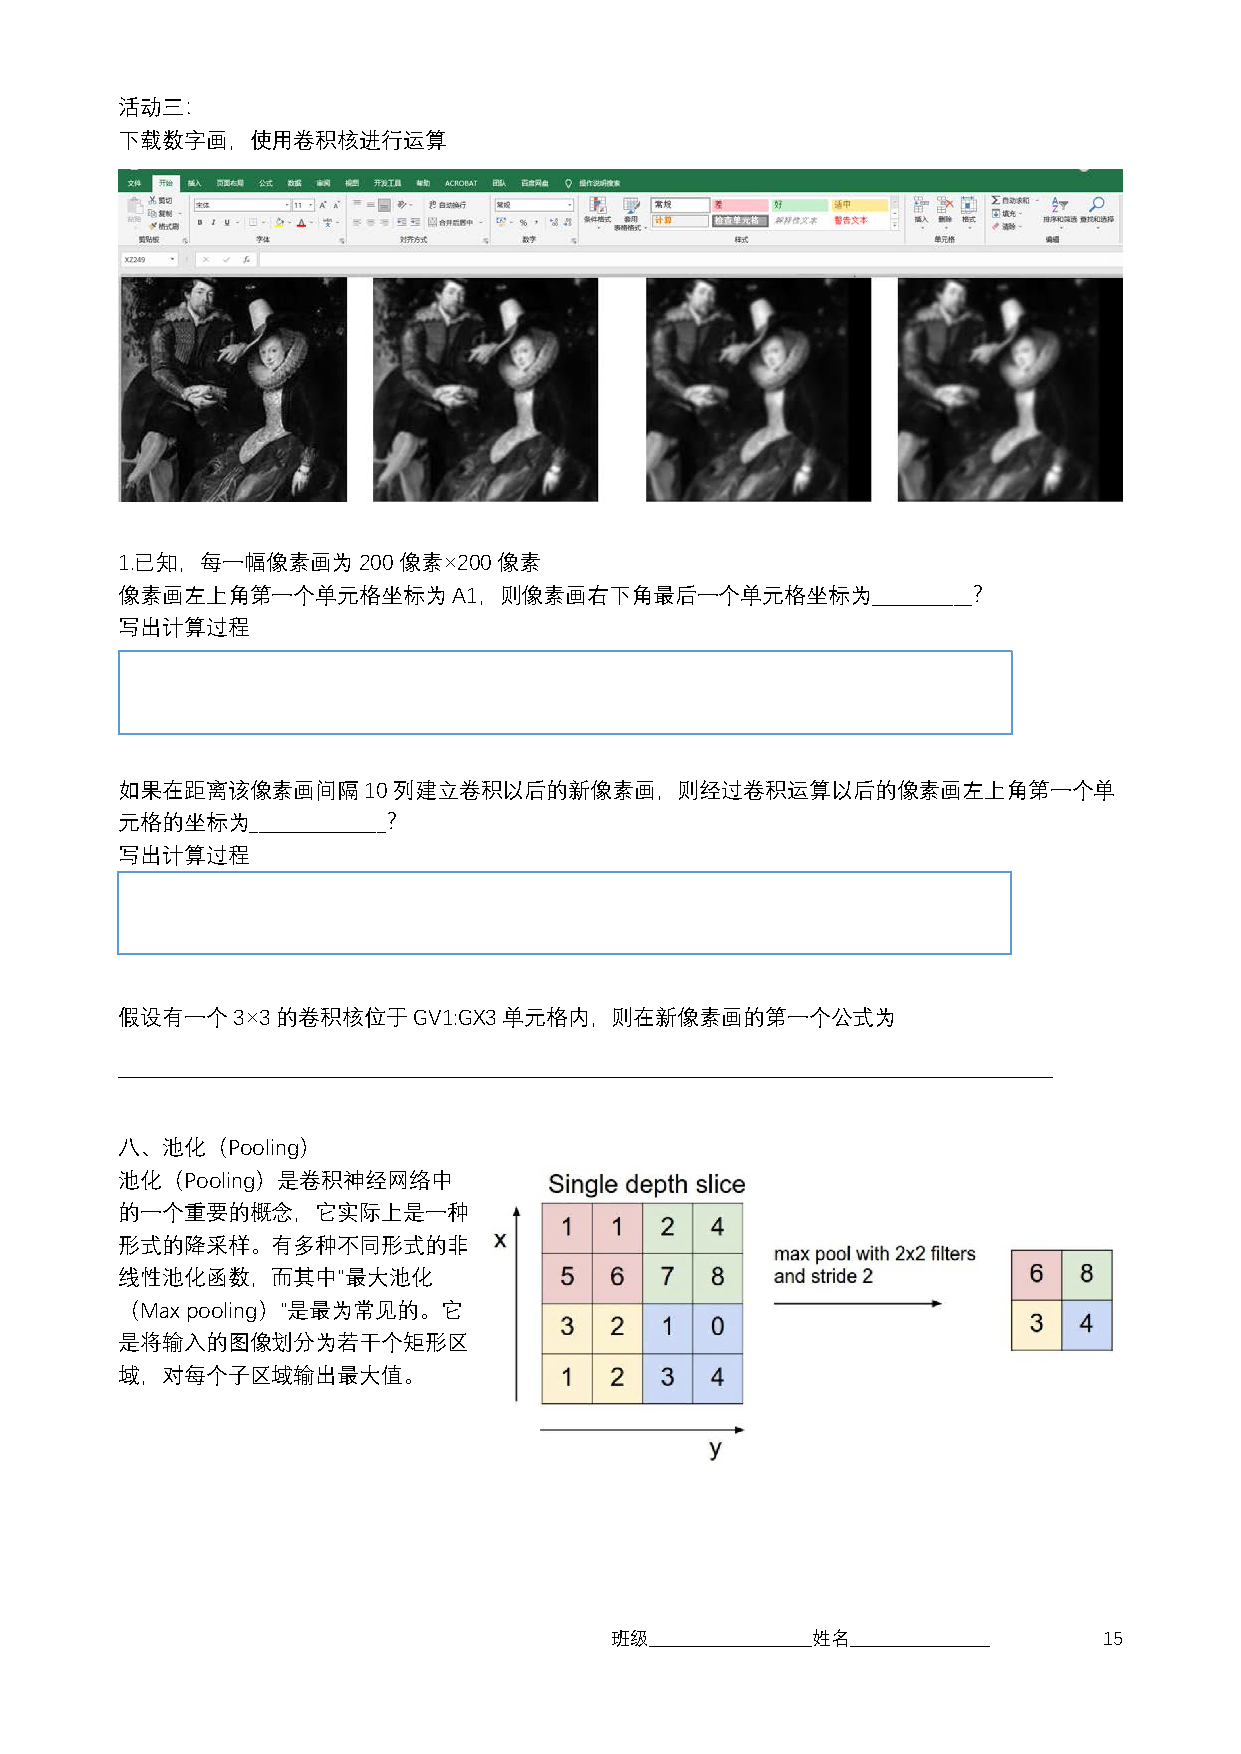 活动三：
下载数字画，使用卷积核进行运算
文件 开始 插入 页面布局 公式 数据 审阅 视图 开发工具 帮助 ACROBAT 团队 百度网盘 操作说明搜索
剪切
复制
格式刷
粘贴
剪贴板
宋体 11
B I U
字体
自动换行
合并后居中
对齐方式
常规
数字
条件格式 套用
表格格式
常规 差 好 适中
计算 检查单元格 解释性文本 警告文本
样式
插入 删除 格式
单元格
自动求和
填充
清除
排序和筛选 查找和选择
编辑
XZ249
1.已知，每一幅像素画为 200 像素×200 像素
像素画左上角第一个单元格坐标为 A1，则像素画右下角最后一个单元格坐标为_________?
写出计算过程
如果在距离该像素画间隔 10 列建立卷积以后的新像素画，则经过卷积运算以后的像素画左上角第一个单
元格的坐标为____________?
写出计算过程
假设有一个 3×3 的卷积核位于 GV1:GX3 单元格内，则在新像素画的第一个公式为
八、池化（Pooling）
池化（Pooling）是卷积神经网络中
的一个重要的概念，它实际上是一种
形式的降采样。有多种不同形式的非
线性池化函数，而其中"最大池化
（Max pooling）"是最为常见的。它
是将输入的图像划分为若干个矩形区
域，对每个子区域输出最大值。
Single depth slice
x
1 1 2 4
5 6 7 8
3 2 1 0
1 2 3 4
y
max pool with 2x2 filters
and stride 2
6 8
3 4
班级______________姓名____________ 15